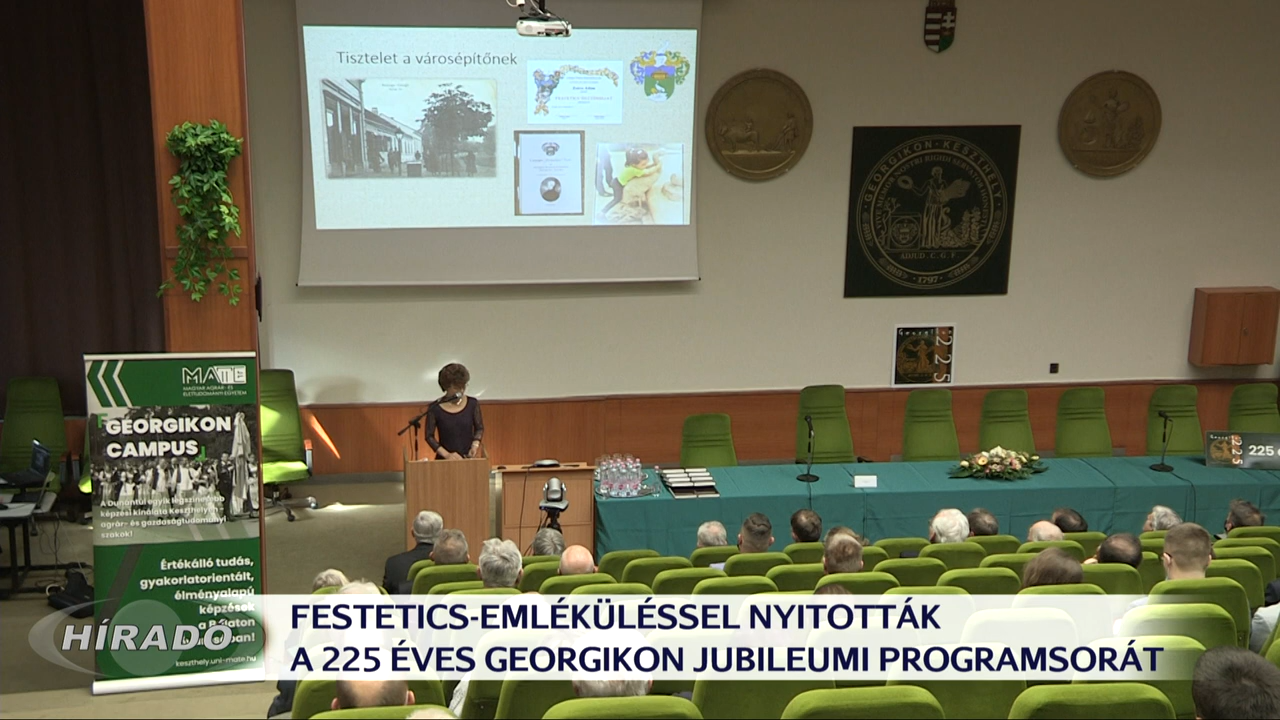 Tisztelet a városépítőnek
GEORGIKON · KESZTHELY
1797
225
225
MATE
MAGYAR AGRÁR- ÉS
ÉLETTUDOMÁNYI EGYETEM
GEORGIKON
CAMPUS
A Dunántúl egyik legszínesebb
képzési kínálata Keszthelyen –
agrár- és gazdaságtudományi
szakok!
Értékálló tudás,
gyakorlatorientált,
élményalapú
képzések
a Balaton
keszthely.uni-mate.hu
HÍRADÓ
FESTETICS-EMLÉKÜLÉSSEL NYITOTTÁK
A 225 ÉVES GEORGIKON JUBILEUMI PROGRAMSORÁT